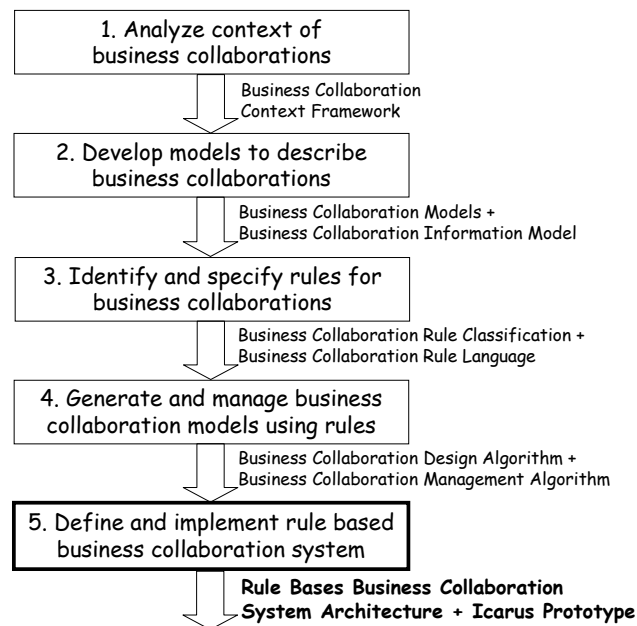 1. Analyze context of
business collaborations
Business Collaboration
Context Framework
2. Develop models to describe
business collaborations
Business Collaboration Models +
Business Collaboration Information Model
3. Identify and specify rules for
business collaborations
Business Collaboration Rule Classification +
Business Collaboration Rule Language
4. Generate and manage business
collaboration models using rules
Business Collaboration Design Algorithm +
Business Collaboration Management Algorithm
5. Define and implement rule based
business collaboration system
Rule Bases Business Collaboration
System Architecture + Icarus Prototype